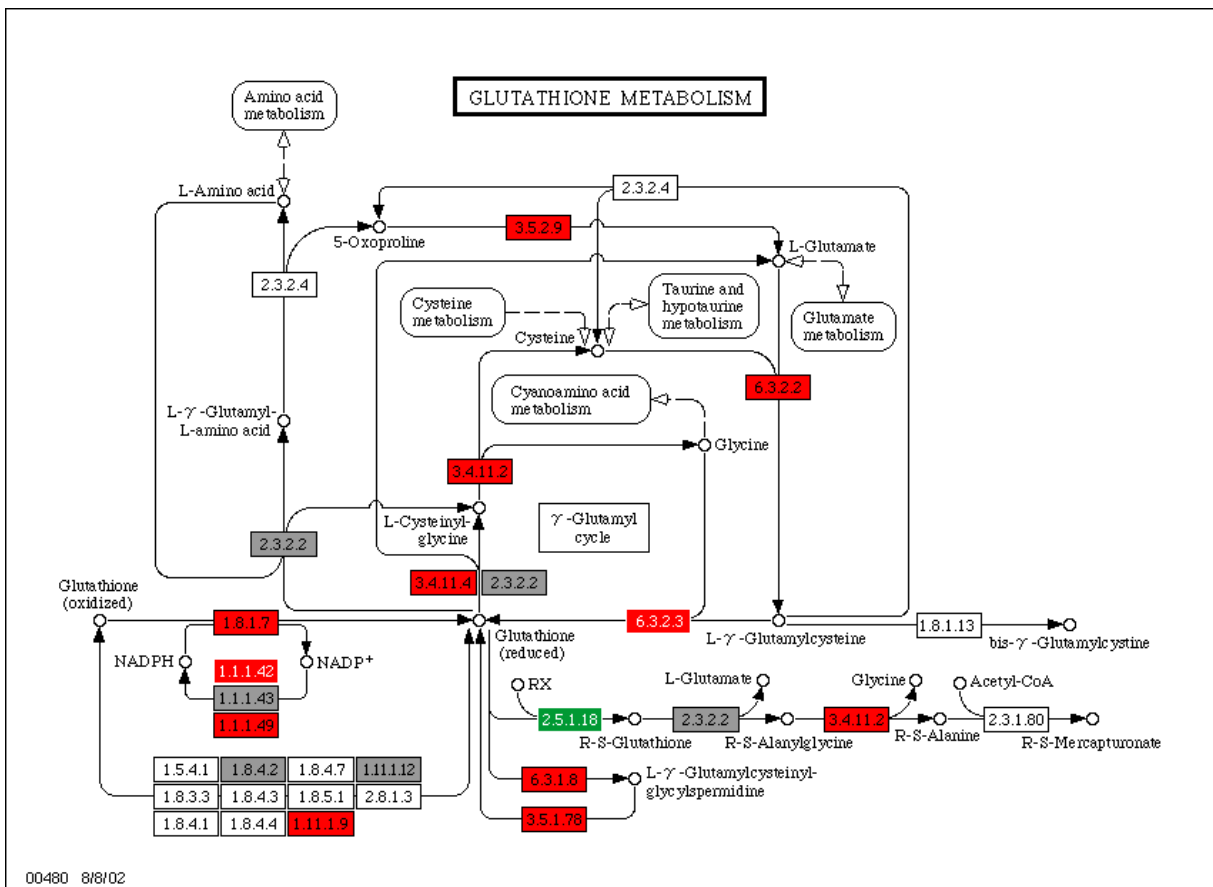 GLUTATHIONE METABOLISM
Amino acid
metabolism
L-Amino acid
2.3.2.4
5-Oxoproline
3.5.2.9
L-Glutamate
2.3.2.4
Cysteine
metabolism
Taurine and
hypotaurine
metabolism
Glutamate
metabolism
Cysteine
6.3.2.2
Cyanoamino acid
metabolism
L-γ-Glutamyl-
L-amino acid
Glycine
3.4.11.2
L-Cysteinyl-
glycine
γ-Glutamyl
cycle
2.3.2.2
3.4.11.4
2.3.2.2
Glutathione
(oxidized)
1.8.1.7
Glutathione
(reduced)
6.3.2.3
L-γ-Glutamylcysteine
1.8.1.13
bis-γ-Glutamylcystine
NADPH
NADP+
1.1.1.42
1.1.1.43
1.1.1.49
RX
L-Glutamate
Glycine
Acetyl-CoA
2.5.1.18
2.3.2.2
3.4.11.2
2.3.1.80
R-S-Glutathione
R-S-Alanylglycine
R-S-Alanine
R-S-Mercapturonate
1.5.4.1
1.8.4.2
1.8.4.7
1.11.1.12
1.8.3.3
1.8.4.3
1.8.5.1
2.8.1.3
1.8.4.1
1.8.4.4
1.11.1.9
6.3.1.8
L-γ-Glutamylcysteinyl-
glycylspermidine
3.5.1.78
00480 8/8/02